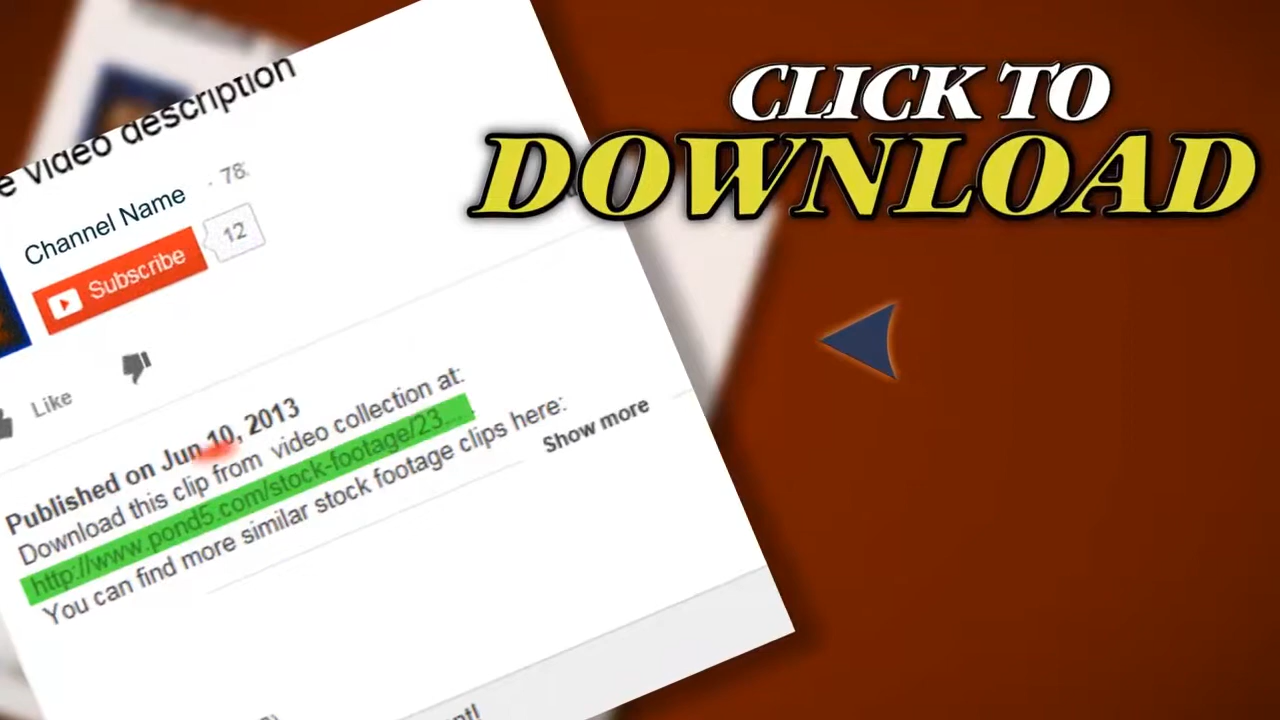 CLICK TO
DOWNLOAD
video description
Channel Name
Subscribe
12
Like
Published on Jun 10, 2013
Download this clip from video collection at:
http://www.pond5.com/stock-footage/23....
You can find more similar stock footage clips here:
Show more